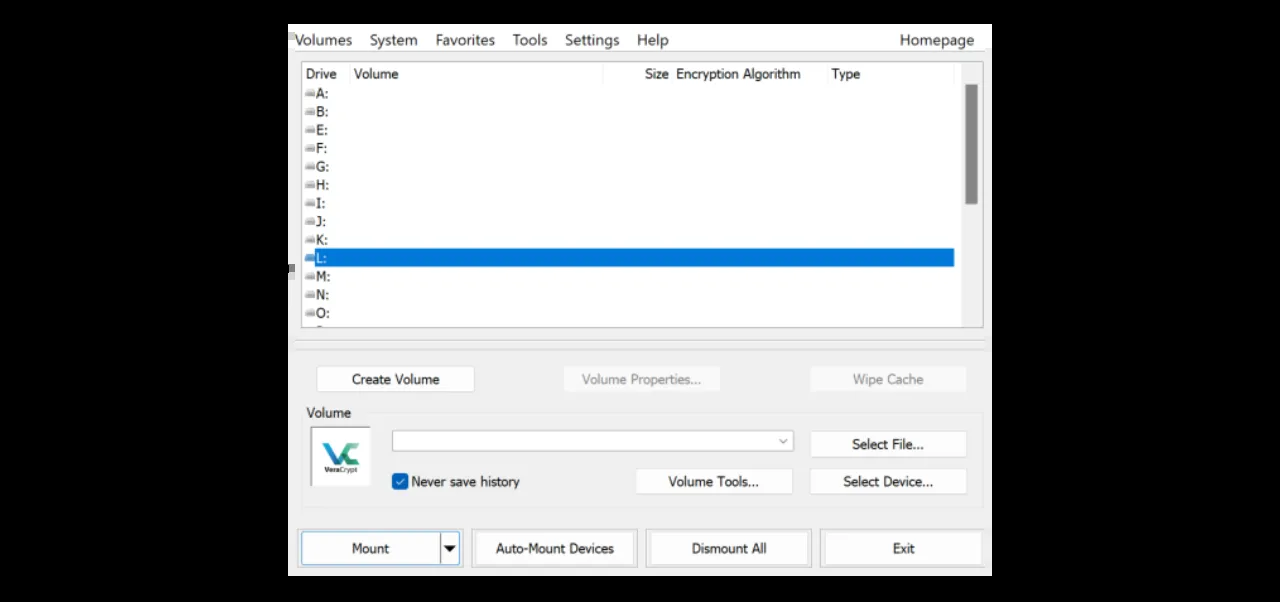 Volumes System Favorites Tools Settings Help Homepage
Drive Volume Size Encryption Algorithm Type
A:
B:
E:
F:
G:
H:
I:
J:
K:
L:
M:
N:
O:
Create Volume Volume Properties... Wipe Cache
Volume
Select File...
VC
VeraCrypt
Never save history Volume Tools... Select Device...
Mount Auto-Mount Devices Dismount All Exit